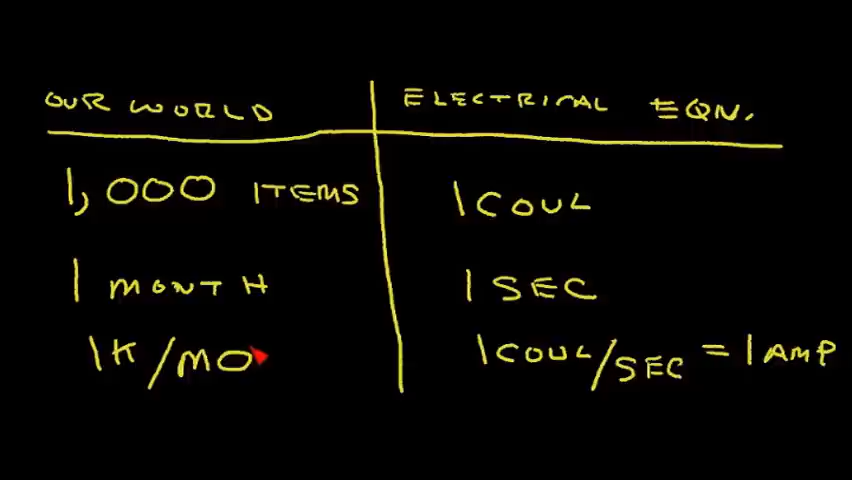 OUR WORLD ELECTRICAL EQN.
1,000 ITEMS 1 COUL
1 MONTH 1 SEC
1K/MO 1 COUL/SEC = 1 AMP